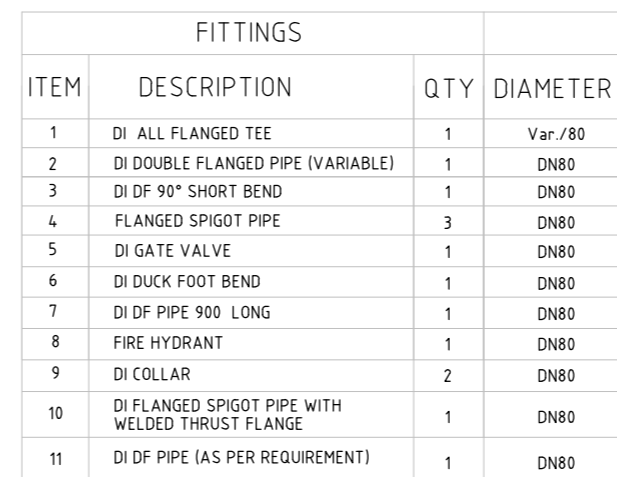 FITTINGS
ITEM DESCRIPTION QTY DIAMETER
1 DI ALL FLANGED TEE 1 Var./80
2 DI DOUBLE FLANGED PIPE (VARIABLE) 1 DN80
3 DI DF 90° SHORT BEND 1 DN80
4 FLANGED SPIGOT PIPE 3 DN80
5 DI GATE VALVE 1 DN80
6 DI DUCK FOOT BEND 1 DN80
7 DI DF PIPE 900 LONG 1 DN80
8 FIRE HYDRANT 1 DN80
9 DI COLLAR 2 DN80
10 DI FLANGED SPIGOT PIPE WITH
WELDED THRUST FLANGE 1 DN80
11 DI DF PIPE (AS PER REQUIREMENT) 1 DN80